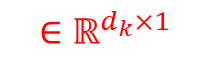 ∈ ℝ^{d_k×1}